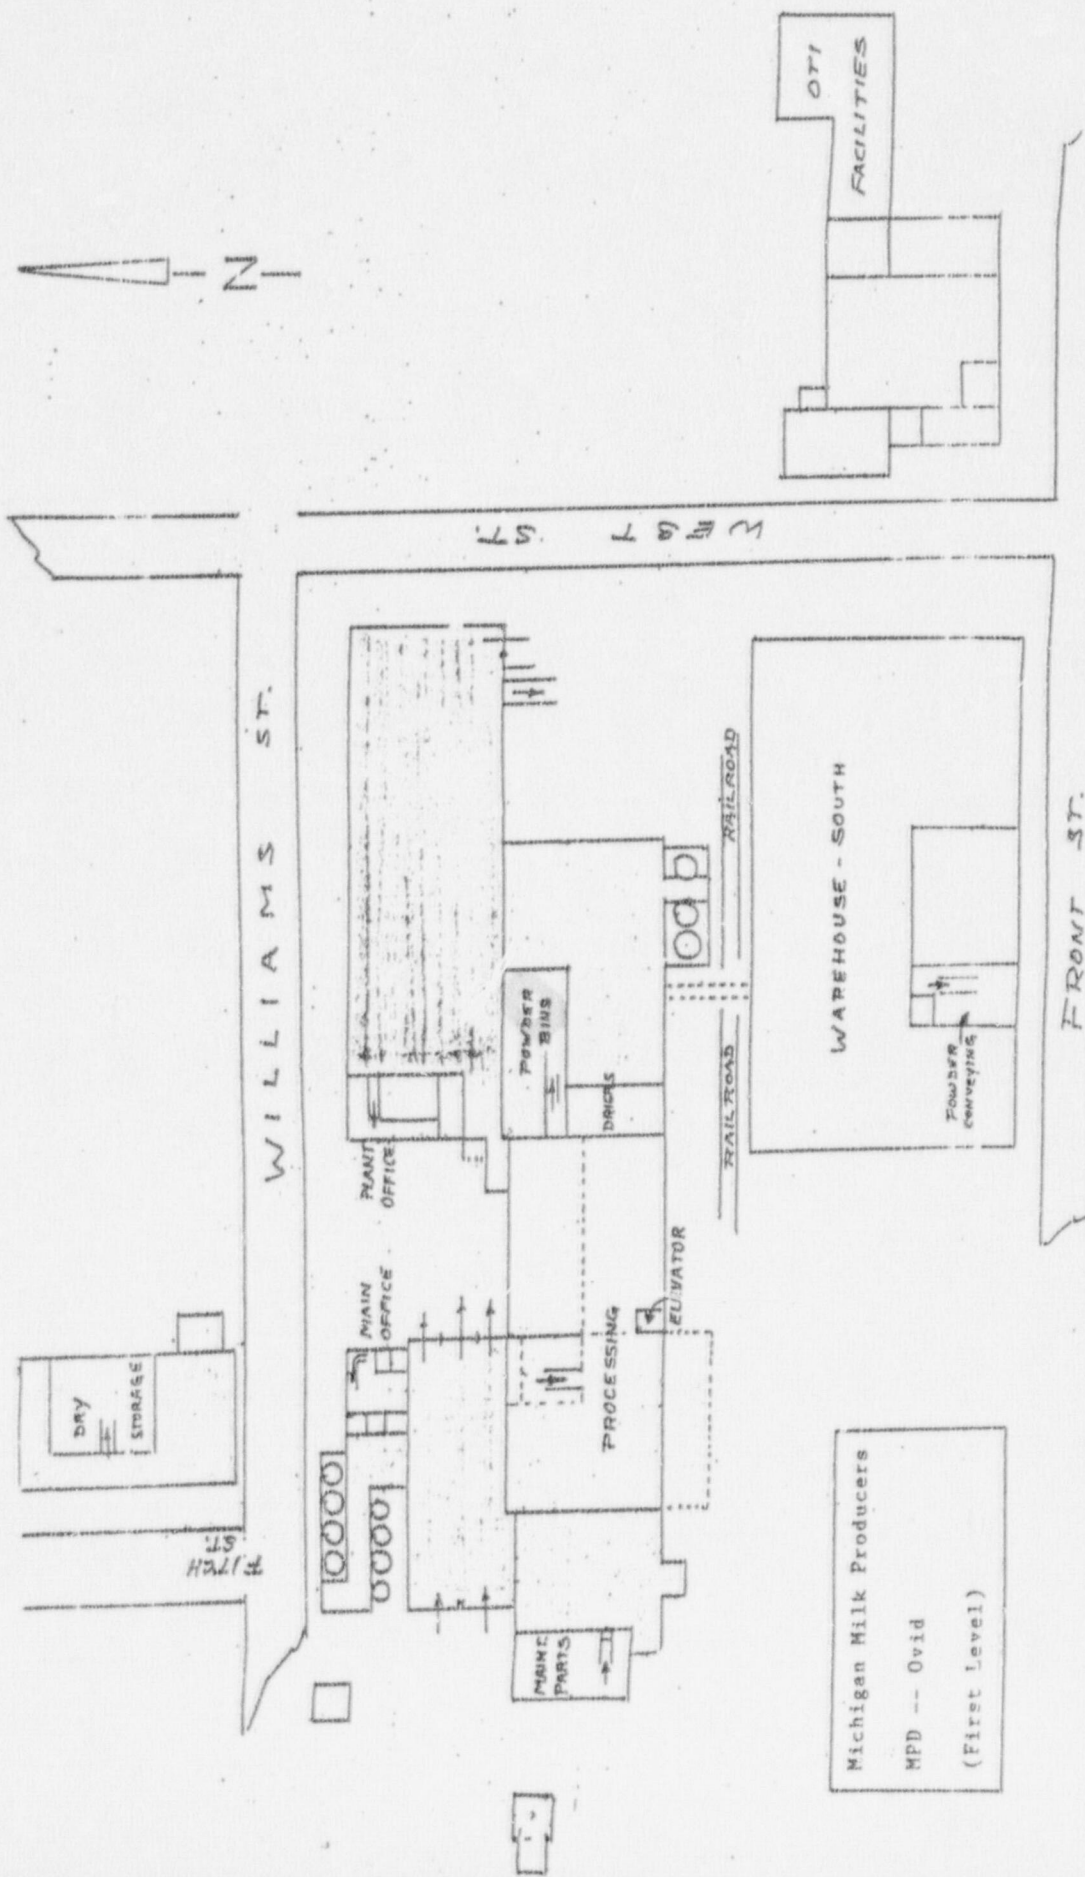 DRY
STORAGE
FITCH
ST.
WILLIAMS ST.
N
MAIN
OFFICE
PLANT
OFFICE
WEST ST.
POWDER
BINS
DRIERS
MAINT.
PARTS
PROCESSING
ELEVATOR
RAILROAD
RAILROAD
OTI
FACILITIES
WAREHOUSE - SOUTH
POWDER
CONVEYING
FRONT ST.
Michigan Milk Producers
MPD -- Ovid
(First Level)